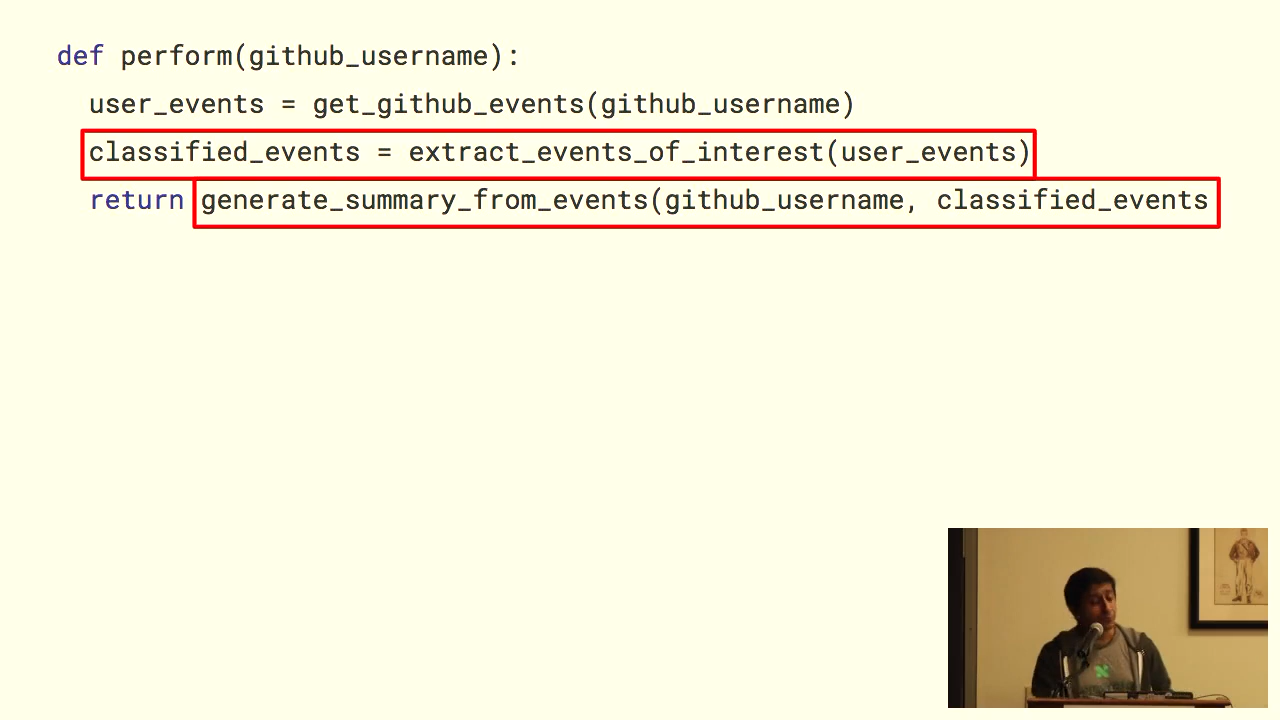 def perform(github_username):
user_events = get_github_events(github_username)
classified_events = extract_events_of_interest(user_events)
return generate_summary_from_events(github_username, classified_events